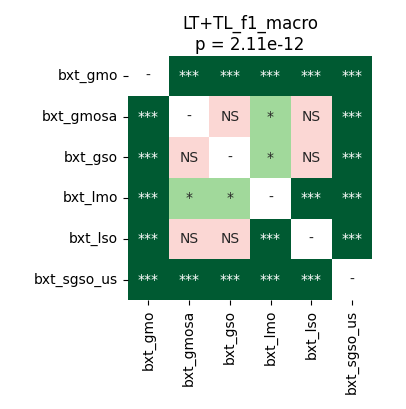 LT+TL_f1_macro
p = 2.11e-12
bxt_gmo - *** *** *** *** ***
bxt_gmosa *** - NS * NS ***
bxt_gso *** NS - * NS ***
bxt_lmo *** * * - *** ***
bxt_lso *** NS NS *** - ***
bxt_sgso_us *** *** *** *** *** -
bxt_gmo bxt_gmosa bxt_gso bxt_lmo bxt_lso bxt_sgso_us